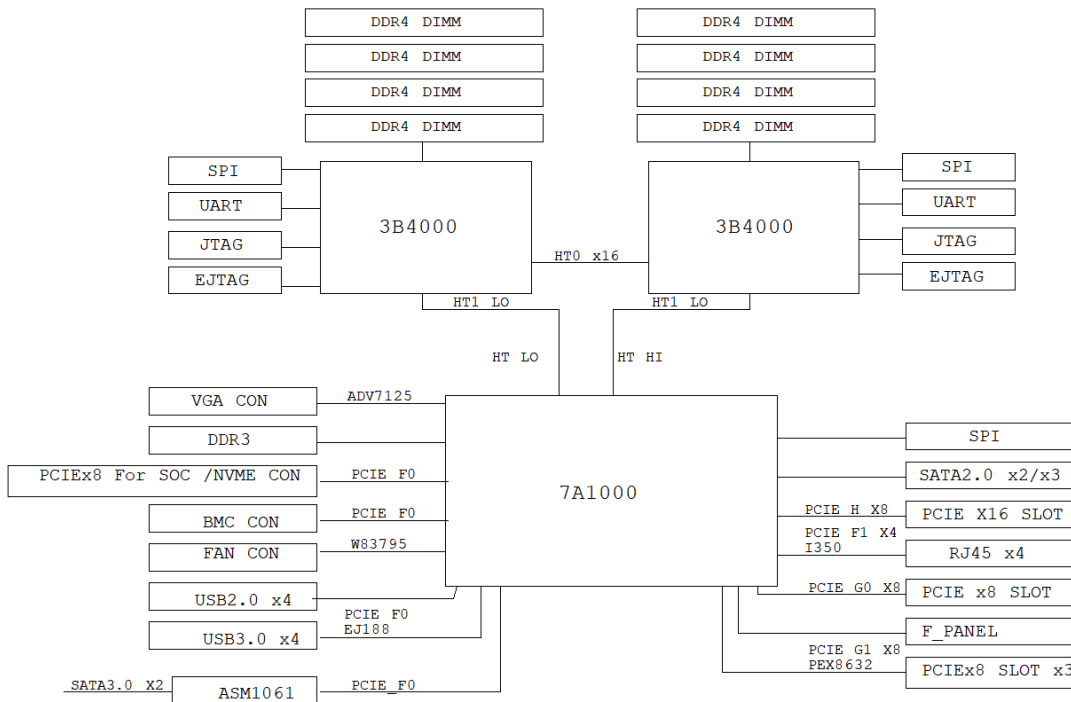 DDR4 DIMM
DDR4 DIMM
DDR4 DIMM
DDR4 DIMM
DDR4 DIMM
DDR4 DIMM
DDR4 DIMM
DDR4 DIMM
SPI
UART
JTAG
EJTAG
3B4000
HT0 x16
3B4000
SPI
UART
JTAG
EJTAG
HT1 LO
HT1 LO
HT LO
HT HI
VGA CON
ADV7125
DDR3
PCIEx8 For SOC /NVME CON
PCIE F0
BMC CON
PCIE F0
FAN CON
W83795
USB2.0 x4
USB3.0 x4
PCIE F0
EJ188
SATA3.0 X2
ASM1061
PCIE_F0
7A1000
SPI
SATA2.0 x2/x3
PCIE H X8
PCIE X16 SLOT
PCIE F1 X4
I350
RJ45 x4
PCIE G0 X8
PCIE x8 SLOT
F_PANEL
PCIE G1 X8
PEX8632
PCIEx8 SLOT x3